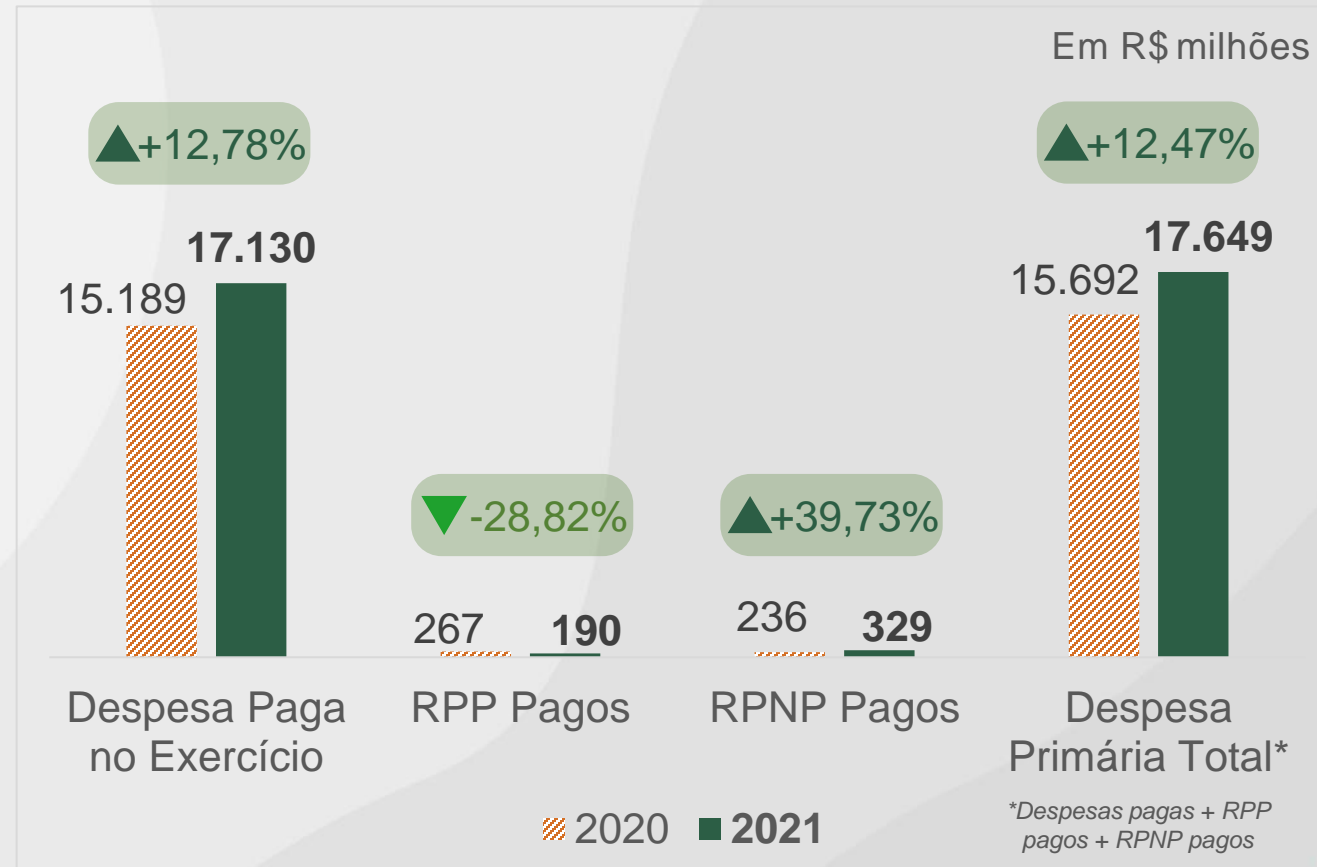 Em R$ milhões
+12,78%
+12,47%
17.130
15.189
17.649
15.692
-28,82%
+39,73%
267
190
236
329
Despesa Paga
no Exercício
RPP Pagos
RPNP Pagos
Despesa
Primária Total*
*Despesas pagas + RPP
pagos + RPNP pagos
2020 2021